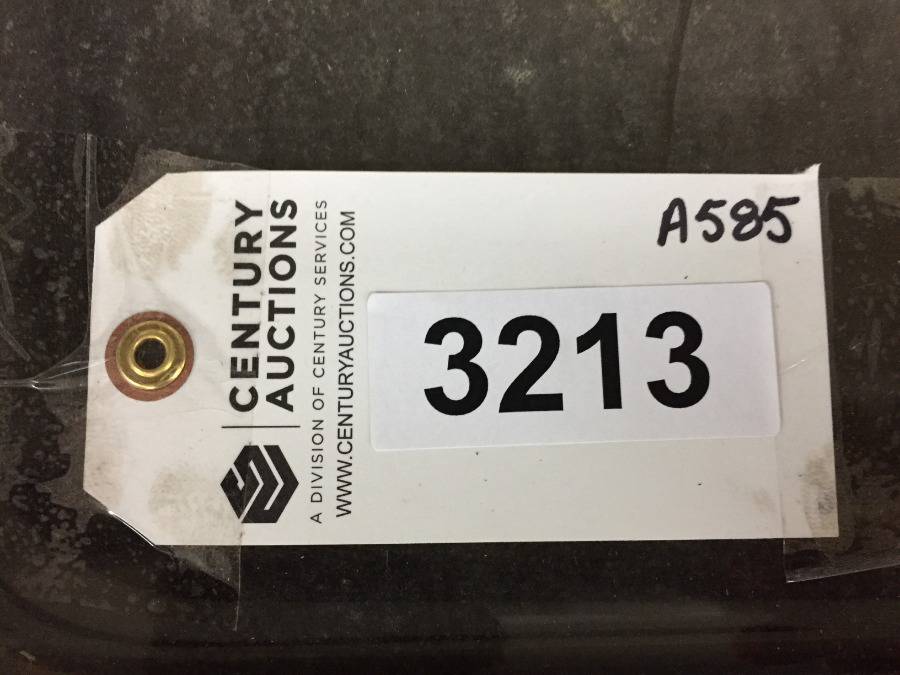 CENTURY
AUCTIONS
A DIVISION OF CENTURY SERVICES
WWW.CENTURYAUCTIONS.COM
A585
3213